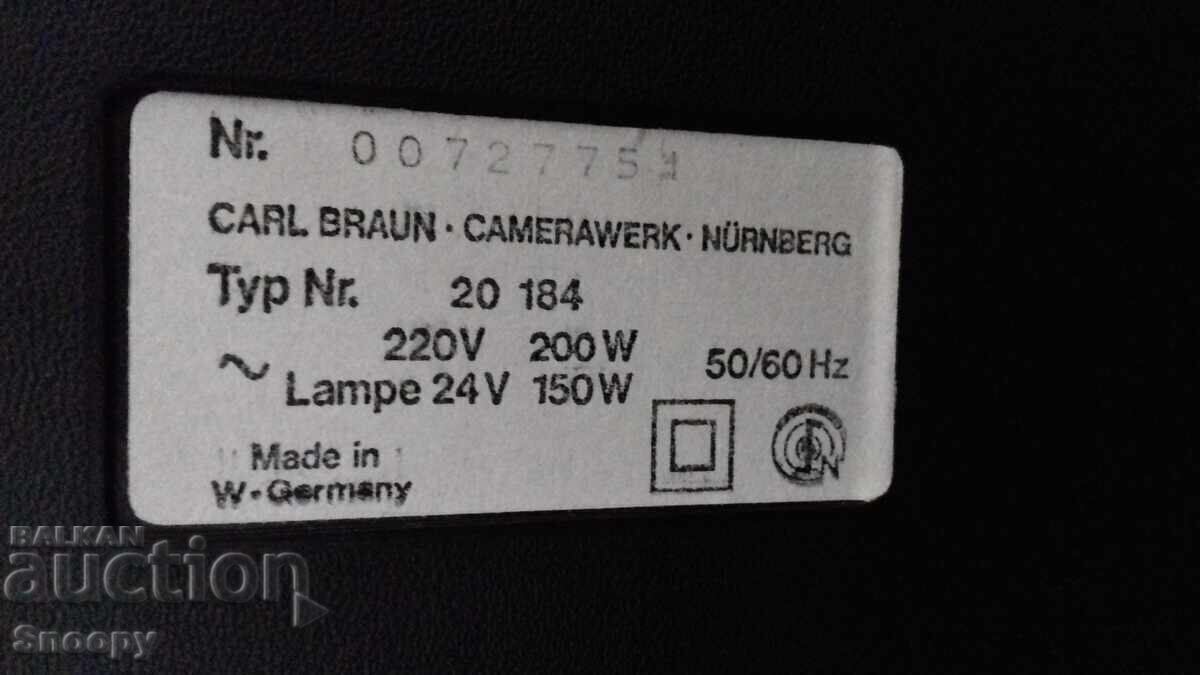 Nr. 00727751
CARL BRAUN · CAMERAWERK · NÜRNBERG
Typ Nr. 20 184
220V 200W
~ Lampe 24V 150W 50/60 Hz
Made in
W-Germany
BALKAN
auction
Snoopy